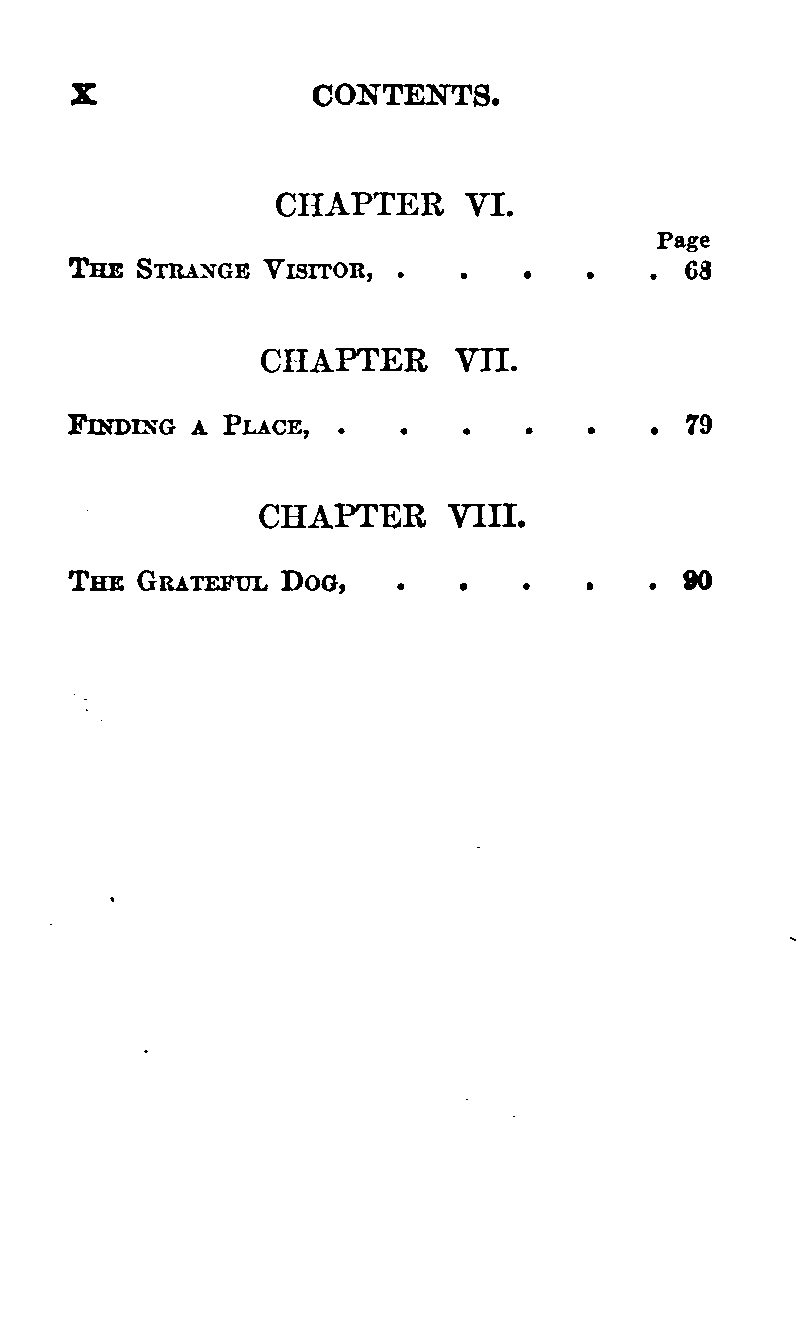 X CONTENTS.
CHAPTER VI.
Page
THE STRANGE VISITOR, . . . . . 68
CHAPTER VII.
FINDING A PLACE, . . . . . . 79
CHAPTER VIII.
THE GRATEFUL DOG, . . . . . 90